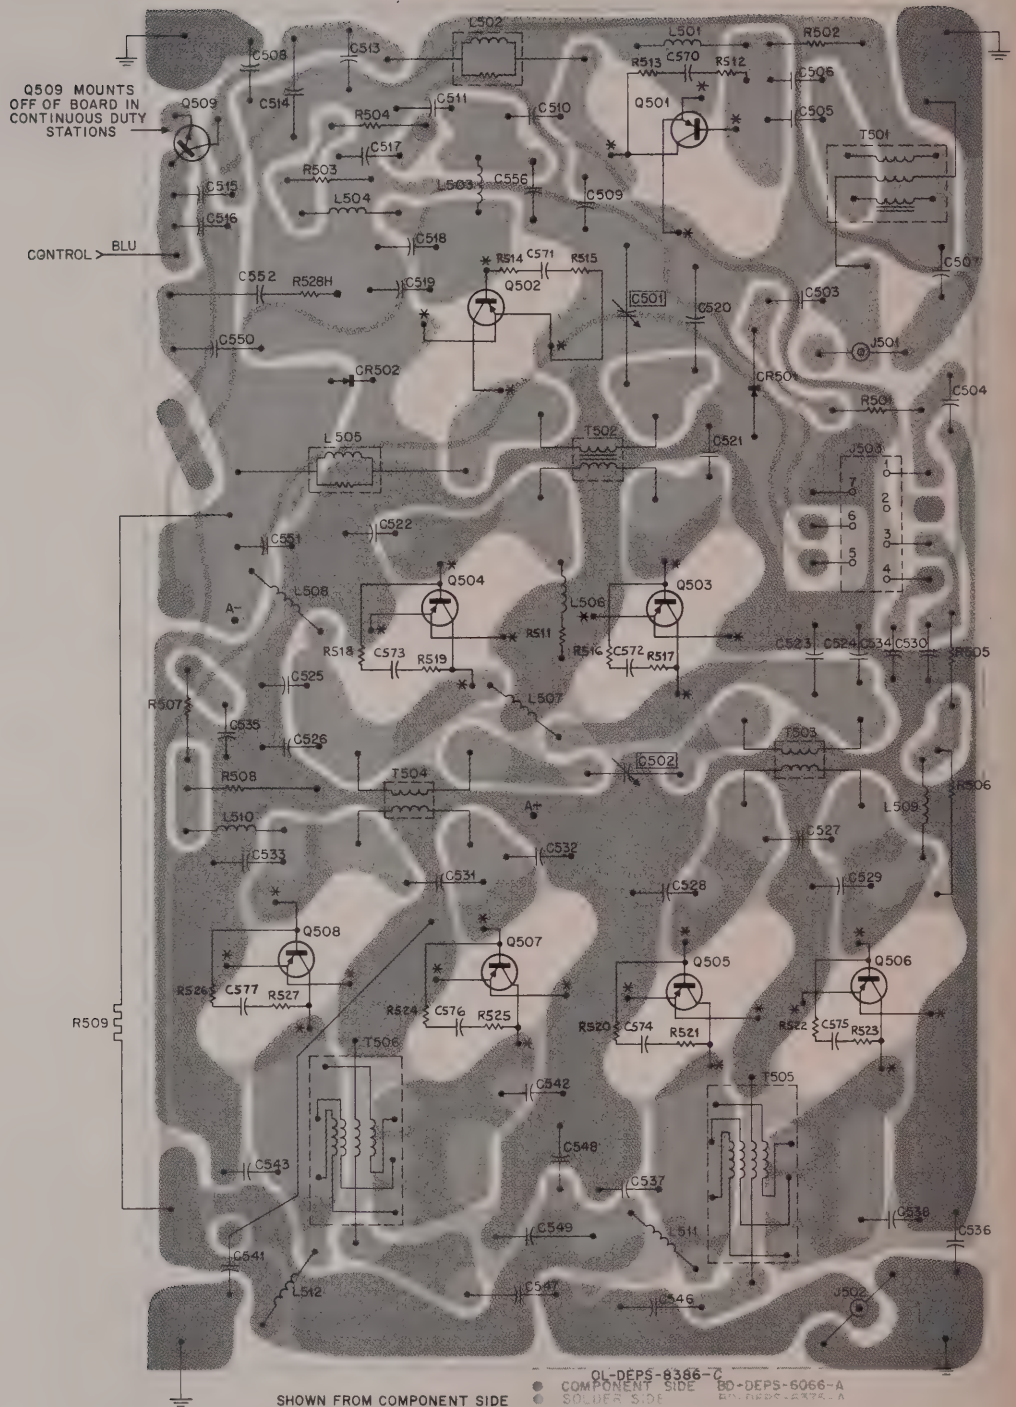 L502
L501
R502
C508
C513
C570
R513
R512
C506
Q509 MOUNTS
OFF OF BOARD IN
CONTINUOUS DUTY
STATIONS
Q509
C514
C511
C510
Q501
R504
C505
T501
C517
R503
L503
C556
C515
L504
C509
C516
CONTROL
BLU
C518
C507
C552
R528H
R514
C571
R515
Q502
C519
C501
C520
C503
C550
J501
CR502
CR501
C504
R501
L505
T502
C521
J503
1
7
2
6
3
5
4
C522
C551
L508
Q504
Q503
L506
A-
R511
R518
C573
R519
R516
C572
R517
C523
C524
C534
C530
R505
C525
L507
R507
C535
C526
T503
C502
T504
R508
A+
L509
R506
L510
C527
C533
C532
C531
C528
C529
Q508
Q507
Q505
Q506
R526
C577
R527
R524
C576
R525
R520
C574
R521
R522
C575
R523
R509
T506
T505
C542
C548
C543
C537
C538
C549
L511
C536
C541
L512
C547
C546
J502
OL-DEPS-8386-C
COMPONENT SIDE BD-DEPS-6066-A
SHOWN FROM COMPONENT SIDE
SOLDER SIDE